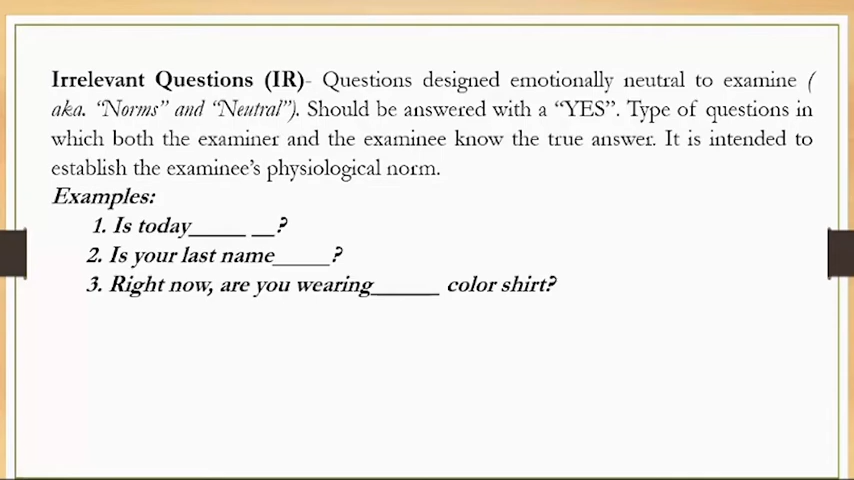 Irrelevant Questions (IR)- Questions designed emotionally neutral to examine (
aka. "Norms" and "Neutral"). Should be answered with a "YES". Type of questions in
which both the examiner and the examinee know the true answer. It is intended to
establish the examinee's physiological norm.
Examples:
1. Is today_____ __?
2. Is your last name_____?
3. Right now, are you wearing______ color shirt?